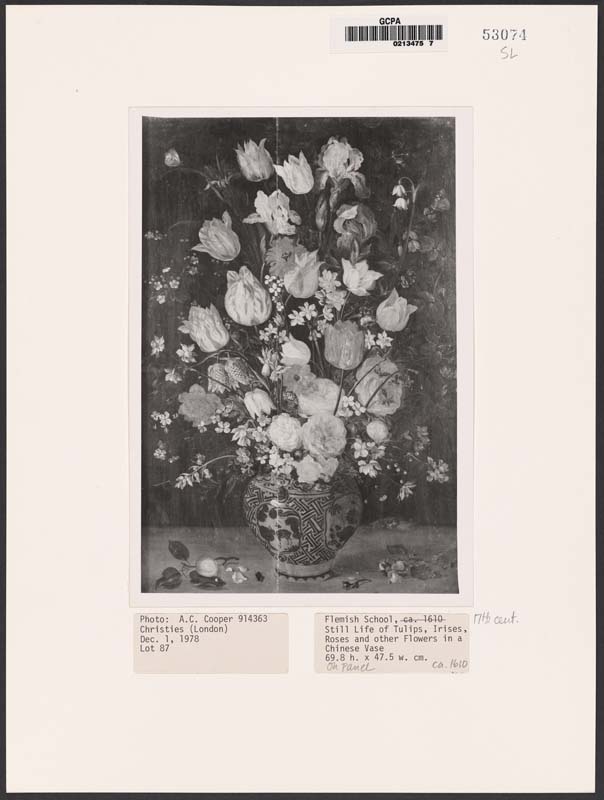 GCPA
0213475 7
53074
SL
Photo: A.C. Cooper 914363
Christies (London)
Dec. 1, 1978
Lot 87
Flemish School, ca. 1610
17th cent.
Still Life of Tulips, Irises,
Roses and other Flowers in a
Chinese Vase
69.8 h. x 47.5 w. cm.
On panel
ca. 1610